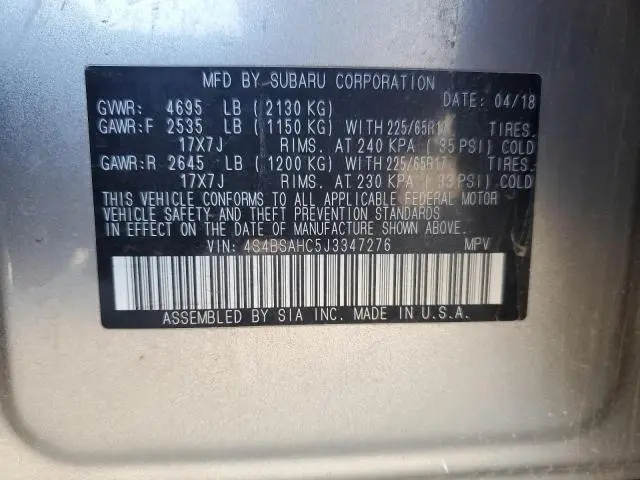 MFD BY SUBARU CORPORATION
DATE: 04/18
GVWR: 4695 LB (2130 KG)
GAWR:F 2535 LB (1150 KG) WITH 225/65R17 TIRES.
17X7J RIMS. AT 240 KPA (35 PSI) COLD
GAWR:R 2645 LB (1200 KG) WITH 225/65R17 TIRES.
17X7J RIMS. AT 230 KPA (33 PSI) COLD
THIS VEHICLE CONFORMS TO ALL APPLICABLE FEDERAL MOTOR
VEHICLE SAFETY AND THEFT PREVENTION STANDARDS
IN EFFECT ON THE DATE OF MANUFACTURE SHOWN ABOVE.
VIN: 4S4BSAHC5J3347276 MPV
ASSEMBLED BY SIA INC. MADE IN U.S.A.